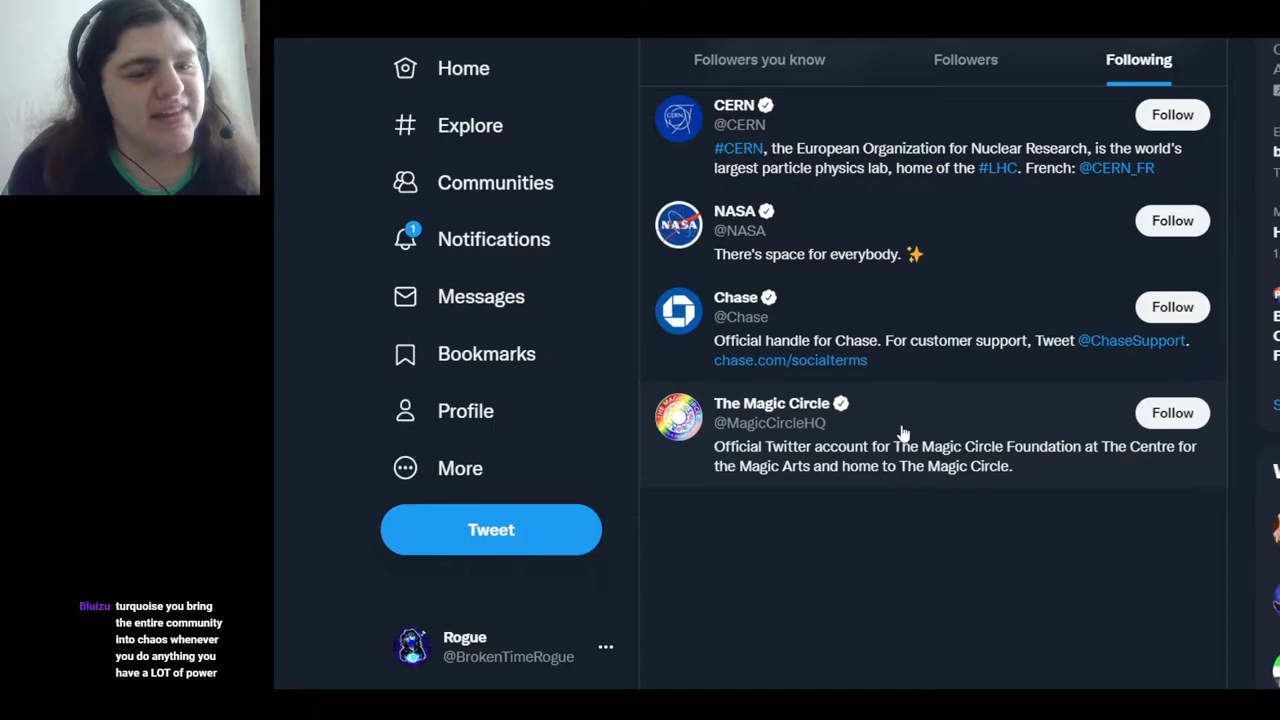 Home
Explore
Communities
1
Notifications
Messages
Bookmarks
Profile
More
Tweet
Rogue
@BrokenTimeRogue
Followers you know
Followers
Following
CERN
CERN
@CERN
Follow
#CERN, the European Organization for Nuclear Research, is the world's
largest particle physics lab, home of the #LHC. French: @CERN_FR
NASA
NASA
@NASA
Follow
There's space for everybody. ✨
Chase
@Chase
Follow
Official handle for Chase. For customer support, Tweet @ChaseSupport.
chase.com/socialterms
The Magic Circle
@MagicCircleHQ
Follow
Official Twitter account for The Magic Circle Foundation at The Centre for
the Magic Arts and home to The Magic Circle.
Bluizu turquoise you bring
the entire community
into chaos whenever
you do anything you
have a LOT of power